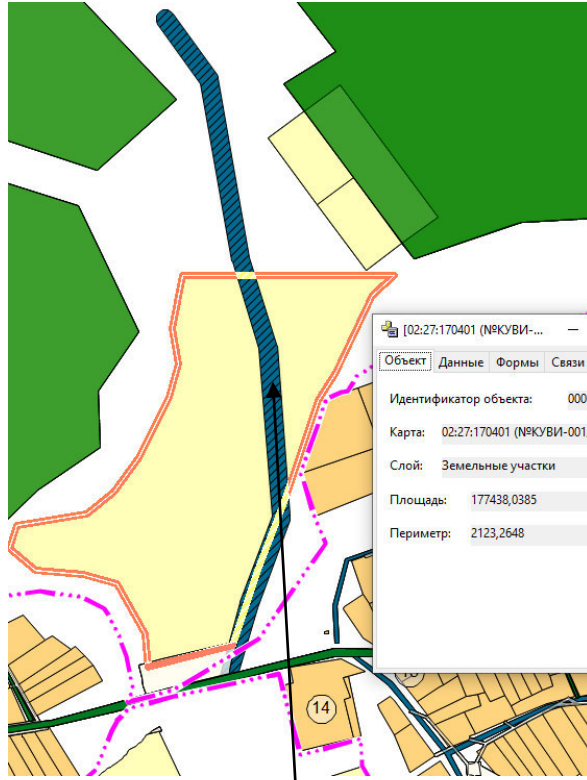 [02:27:170401 (№КУВИ-...
Объект Данные Формы Связи
Идентификатор объекта: 000
Карта: 02:27:170401 (№КУВИ-001
Слой: Земельные участки
Площадь: 177438,0385
Периметр: 2123,2648
14